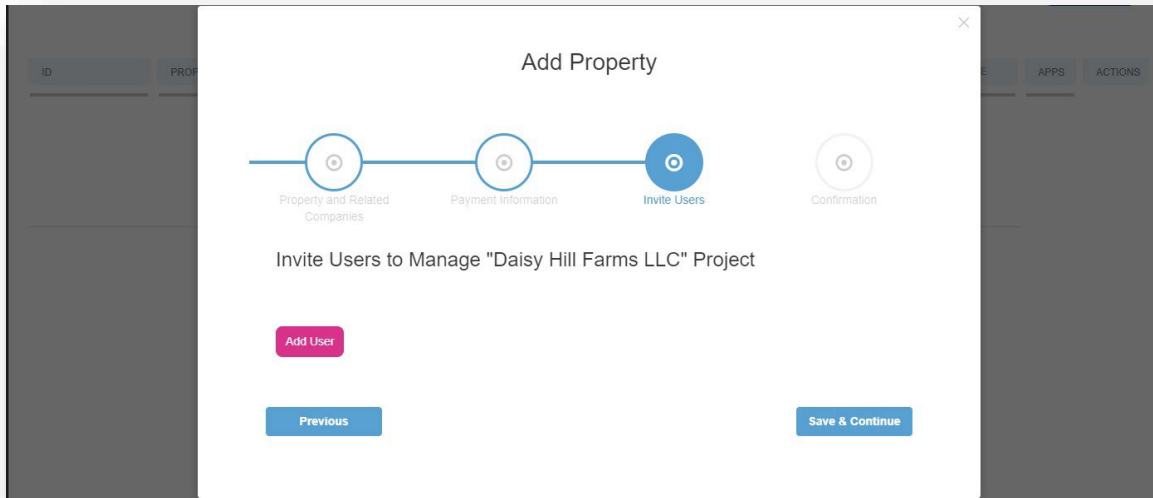 Add Property
ID
PROP
E
APPS
ACTIONS
Property and Related
Companies
Payment Information
Invite Users
Confirmation
Invite Users to Manage "Daisy Hill Farms LLC" Project
Add User
Previous
Save & Continue